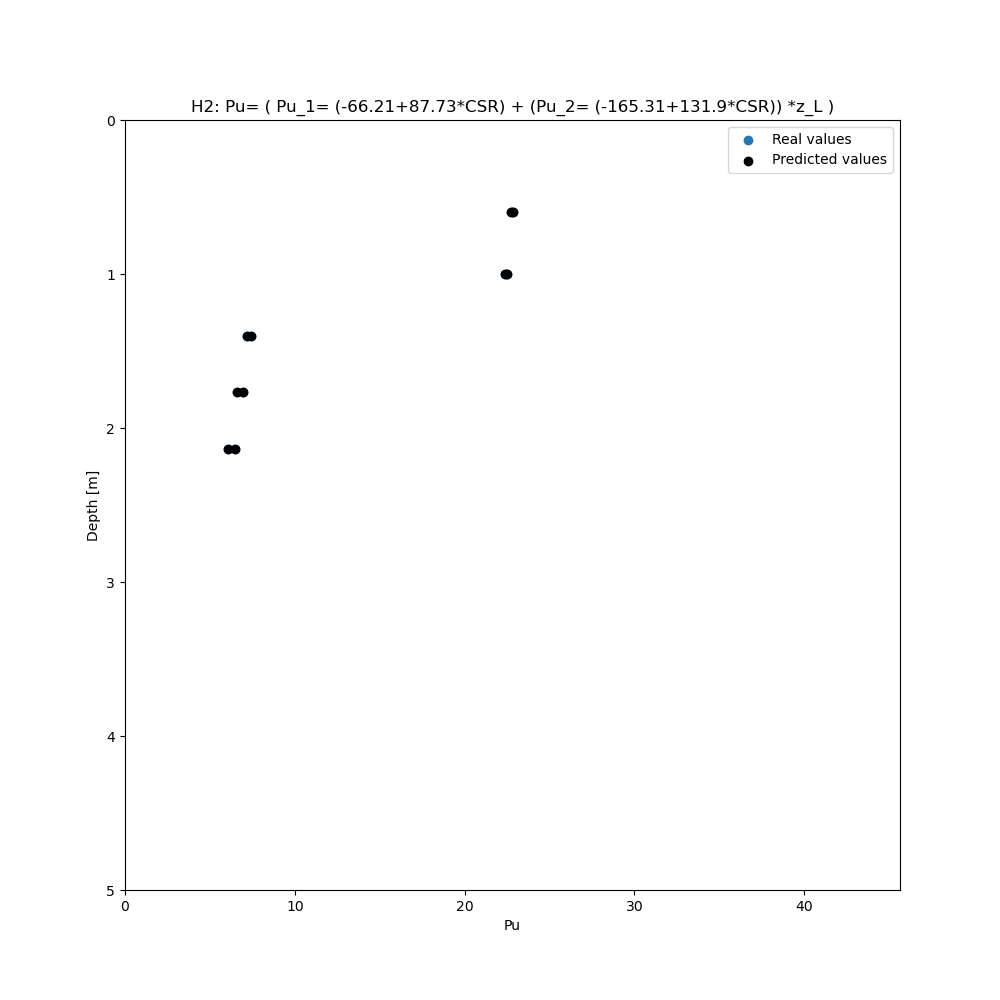 H2: Pu= ( Pu_1= (-66.21+87.73*CSR) + (Pu_2= (-165.31+131.9*CSR)) *z_L )
Real values
Predicted values
0
1
2
3
4
5
Depth [m]
0 10 20 30 40
Pu